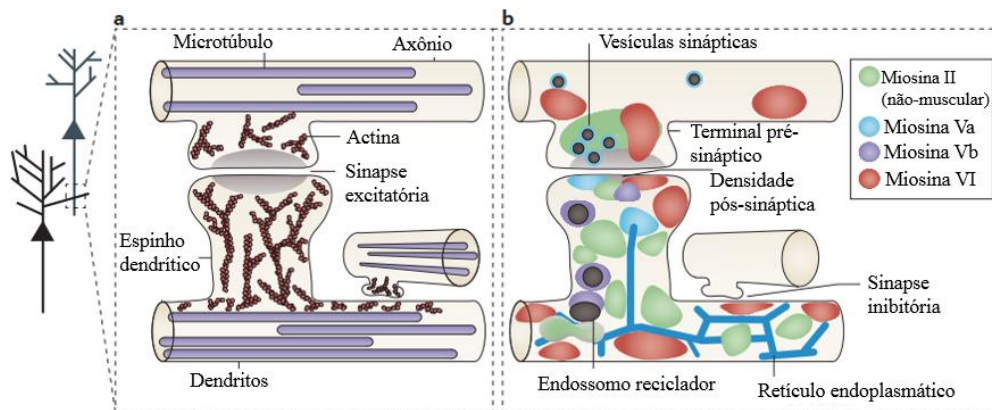 a
Microtúbulo
Axônio
Actina
Sinapse
excitatória
Espinho
dendrítico
Dendritos
b
Vesículas sinápticas
Terminal pré-
sináptico
Densidade
pós-sináptica
Sinapse
inibitória
Endossomo reciclador
Retículo endoplasmático
Miosina II
(não-muscular)
Miosina Va
Miosina Vb
Miosina VI